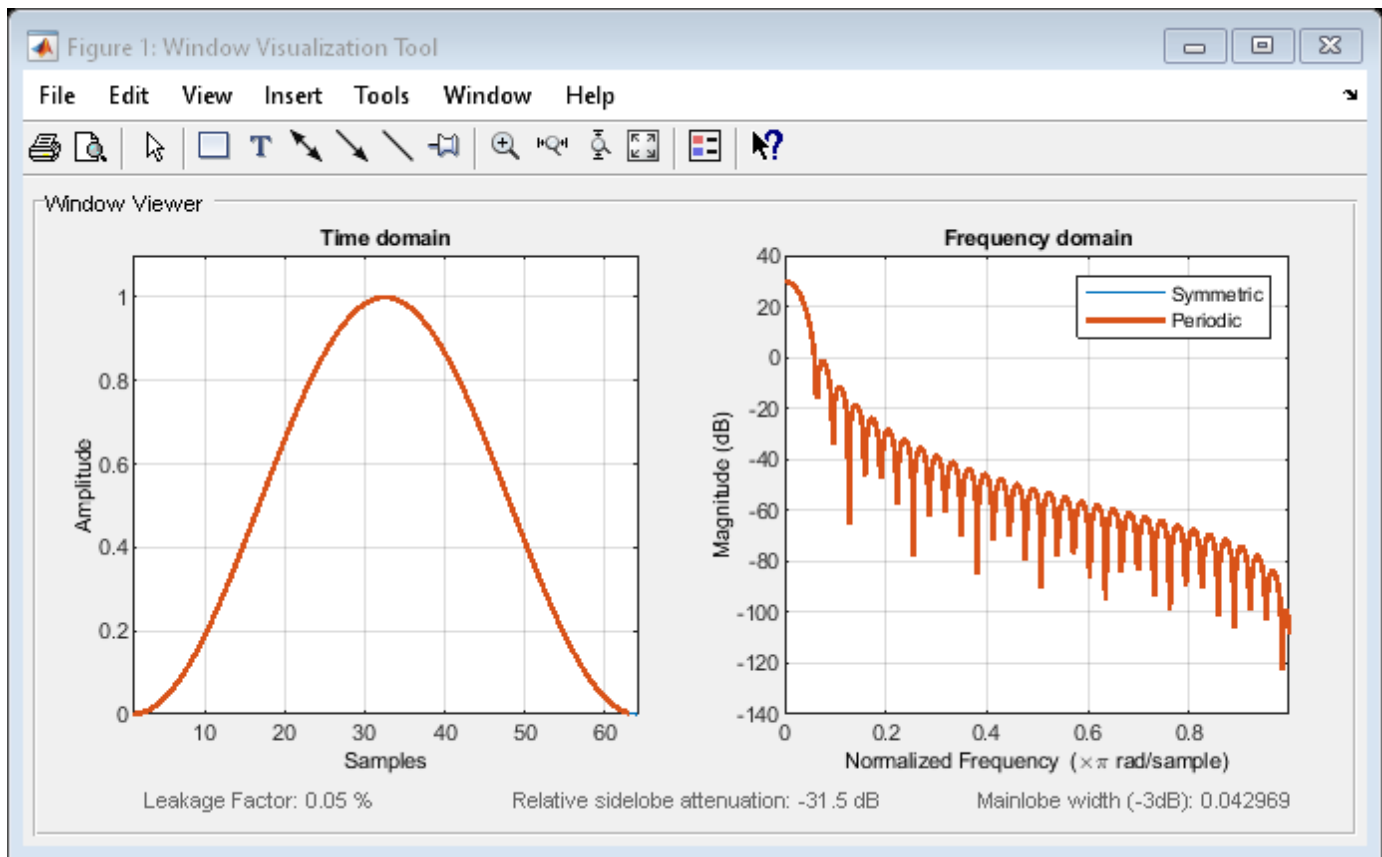 Figure 1: Window Visualization Tool
File Edit View Insert Tools Window Help
T
?
Window Viewer
Time domain
1
0.8
0.6
0.4
0.2
0
Amplitude
10 20 30 40 50 60
Samples
Frequency domain
40
20
0
-20
-40
-60
-80
-100
-120
-140
Magnitude (dB)
Symmetric
Periodic
0 0.2 0.4 0.6 0.8
Normalized Frequency (×π rad/sample)
Leakage Factor: 0.05 % Relative sidelobe attenuation: -31.5 dB Mainlobe width (-3dB): 0.042969